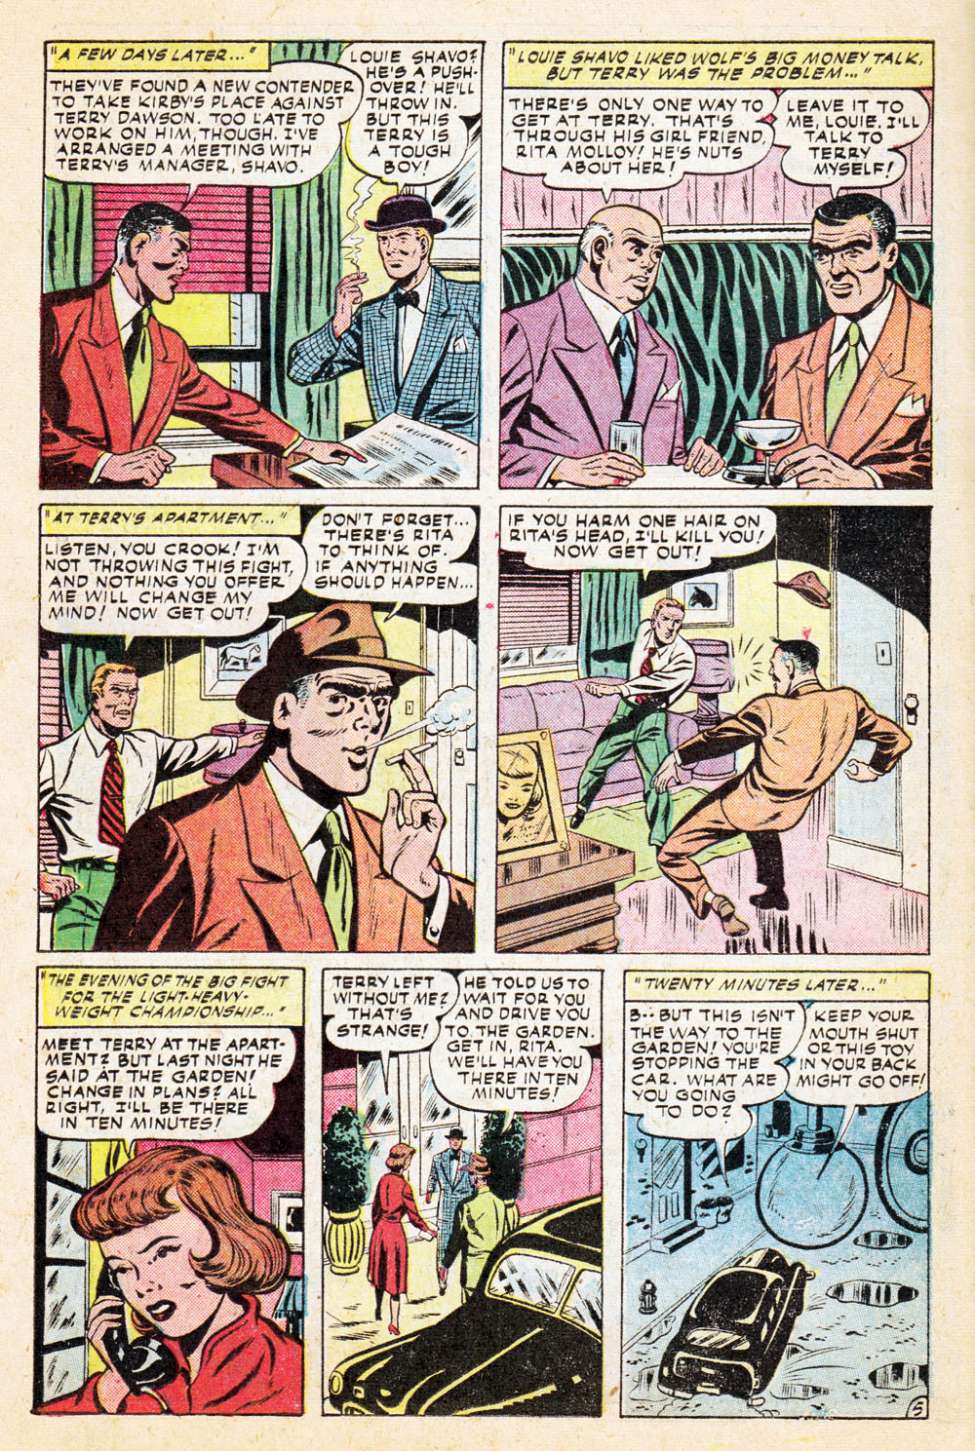 "A FEW DAYS LATER..."
THEY'VE FOUND A NEW CONTENDER
TO TAKE KIRBY'S PLACE AGAINST
TERRY DAWSON. TOO LATE TO
WORK ON HIM, THOUGH. I'VE
ARRANGED A MEETING WITH
TERRY'S MANAGER, SHAVO.
LOUIE SHAVO?
HE'S A PUSH-
OVER! HE'LL
THROW IN.
BUT THIS
TERRY IS
A TOUGH
BOY!
"LOUIE SHAVO LIKED WOLF'S BIG MONEY TALK,
BUT TERRY WAS THE PROBLEM..."
THERE'S ONLY ONE WAY TO
GET AT TERRY. THAT'S
THROUGH HIS GIRL FRIEND,
RITA MOLLOY! HE'S NUTS
ABOUT HER!
LEAVE IT TO
ME, LOUIE. I'LL
TALK TO
TERRY
MYSELF!
"AT TERRY'S APARTMENT..."
LISTEN, YOU CROOK! I'M
NOT THROWING THIS FIGHT,
AND NOTHING YOU OFFER
ME WILL CHANGE MY
MIND! NOW GET OUT!
DON'T FORGET...
THERE'S RITA
TO THINK OF.
IF ANYTHING
SHOULD HAPPEN...
IF YOU HARM ONE HAIR ON
RITA'S HEAD, I'LL KILL YOU!
NOW GET OUT!
"THE EVENING OF THE BIG FIGHT
FOR THE LIGHT-HEAVY-
WEIGHT CHAMPIONSHIP..."
MEET TERRY AT THE APART-
MENT? BUT LAST NIGHT HE
SAID AT THE GARDEN!
CHANGE IN PLANS? ALL
RIGHT, I'LL BE THERE
IN TEN MINUTES!
TERRY LEFT
WITHOUT ME?
THAT'S
STRANGE!
HE TOLD US TO
WAIT FOR YOU
AND DRIVE YOU
TO THE GARDEN.
GET IN, RITA.
WE'LL HAVE YOU
THERE IN TEN
MINUTES!
"TWENTY MINUTES LATER..."
B-- BUT THIS ISN'T
THE WAY TO THE
GARDEN! YOU'RE
STOPPING THE
CAR. WHAT ARE
YOU GOING
TO DO?
KEEP YOUR
MOUTH SHUT
OR THIS TOY
IN YOUR BACK
MIGHT GO OFF!
5